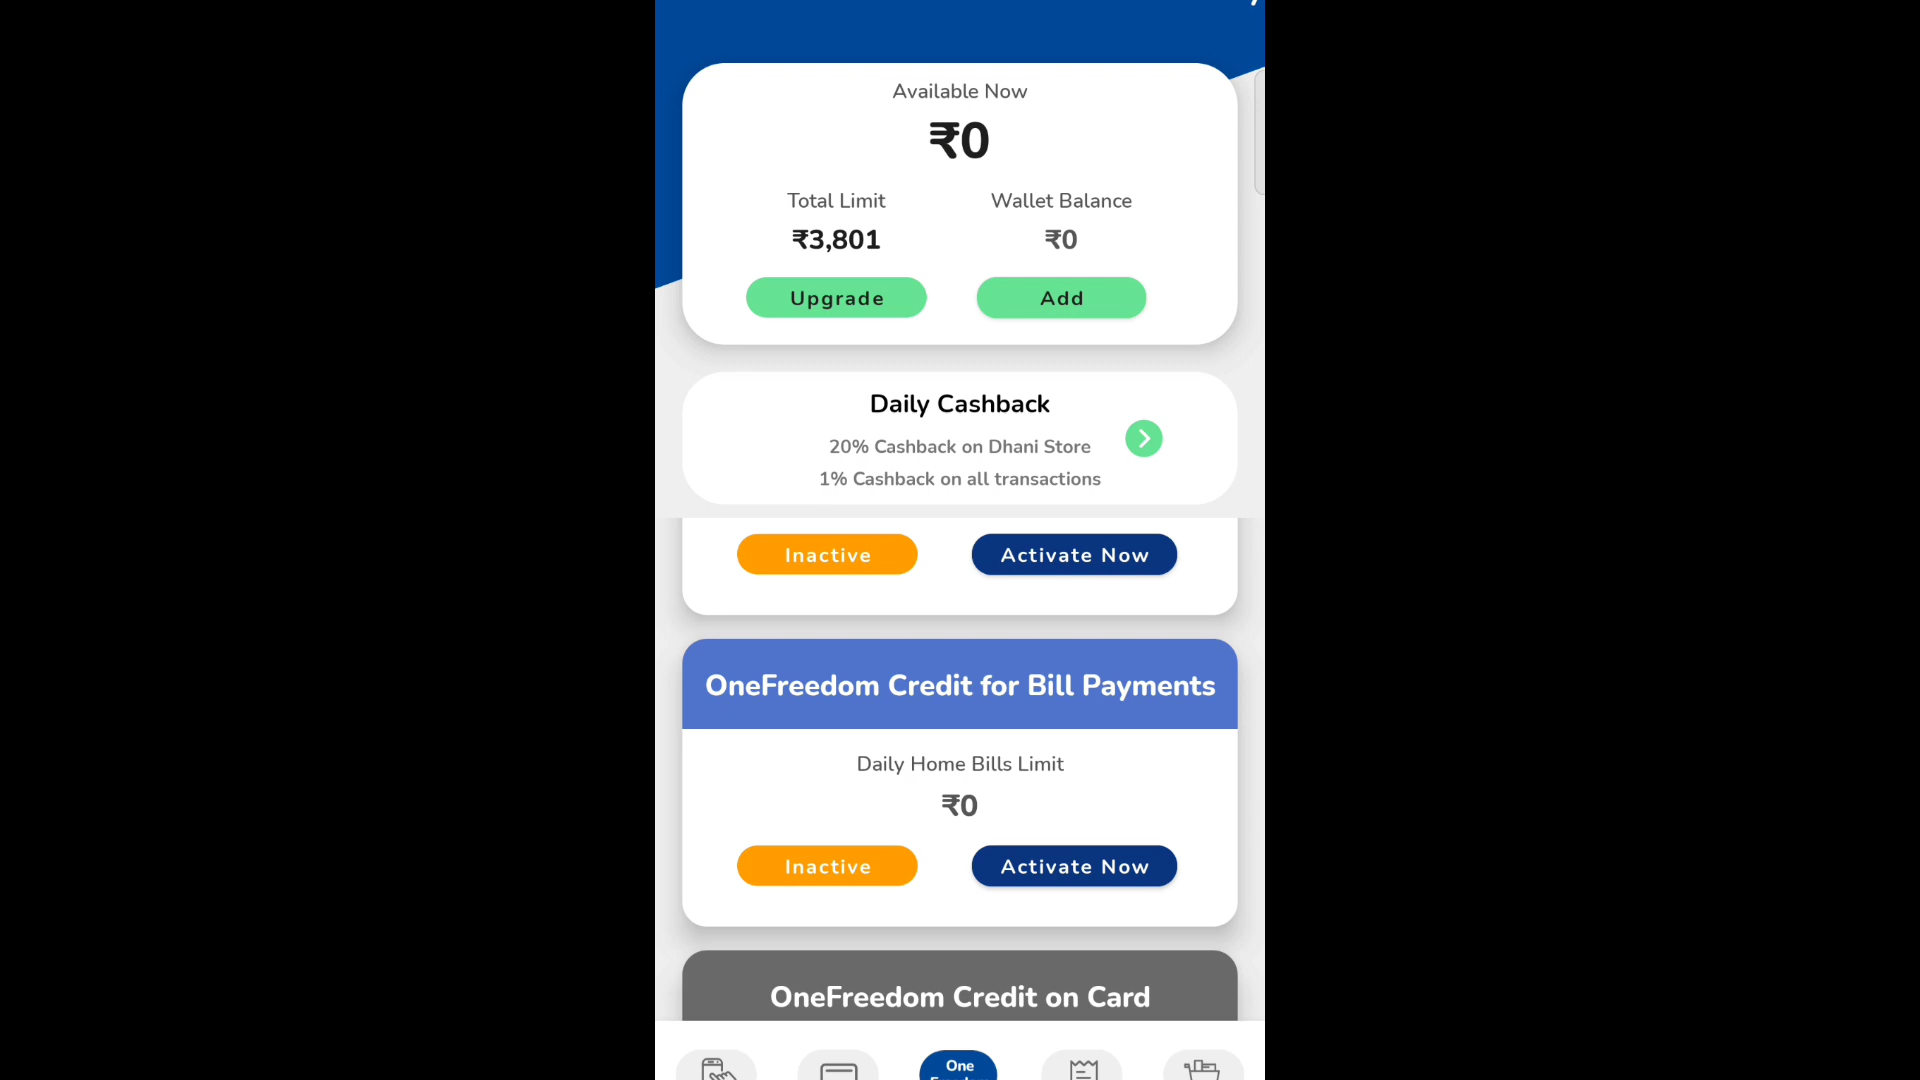 Available Now
₹0
Total Limit Wallet Balance
₹3,801 ₹0
Upgrade Add
Daily Cashback
20% Cashback on Dhani Store
1% Cashback on all transactions
Inactive Activate Now
OneFreedom Credit for Bill Payments
Daily Home Bills Limit
₹0
Inactive Activate Now
OneFreedom Credit on Card
One